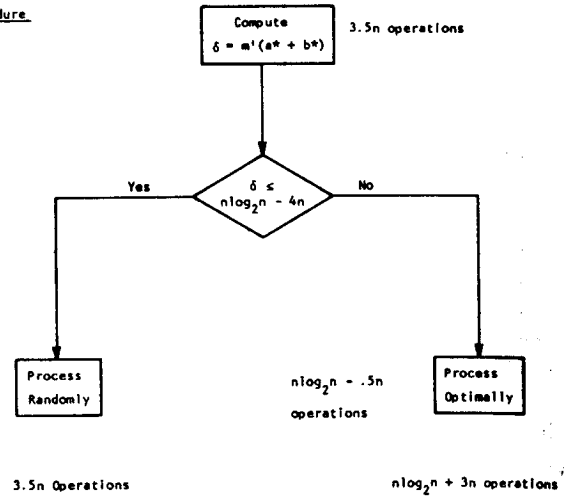 Compute
δ = m'(a* + b*)
3.5n operations
Yes
δ ≤
nlog₂n - 4n
No
Process
Randomly
nlog₂n - .5n
operations
Process
Optimally
3.5n Operations
nlog₂n + 3n operations